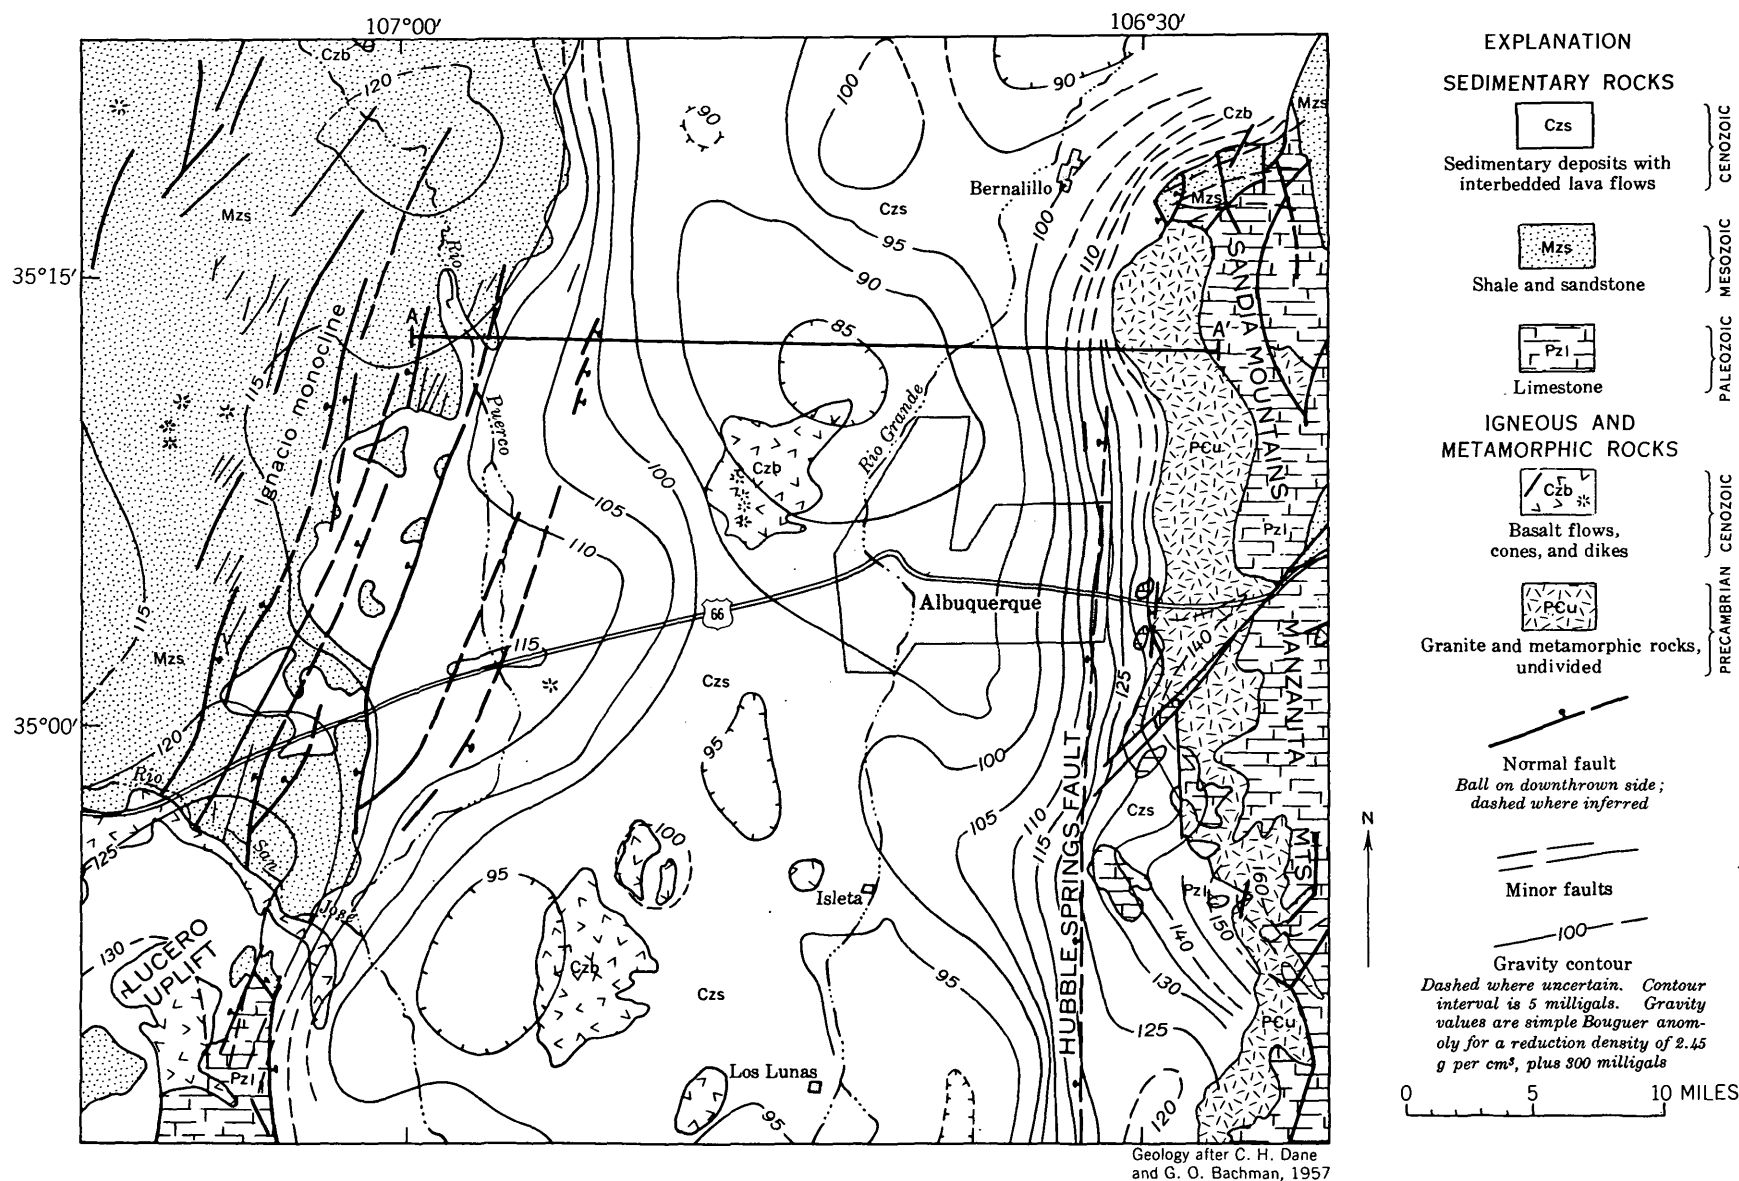 107°00′
106°30′
35°15′
35°00′
Czb
120
90
100
90
Czb
Mzs
Mzs
Bernalillo
Mzs
Czs
100
Rio
95
110
90
SANDIA MOUNTAINS
A
A′
85
115
Ignacio monocline
Puerco
Rio Grande
PCu
Czb
100
105
110
Pzl
66
Albuquerque
140
115
115
Mzs
Czs
125
MANZANITA
MTS
95
120
100
Rio
HUBBLE SPRINGS FAULT
Czs
105
110
115
125
San
100
Jose
95
Isleta
Pzl
160
150
140
130
LUCERO
UPLIFT
Czb
Czs
95
130
PCu
125
Pzl
Los Lunas
95
120
Geology after C. H. Dane
and G. O. Bachman, 1957
EXPLANATION
SEDIMENTARY ROCKS
Czs
Sedimentary deposits with
interbedded lava flows
CENOZOIC
Mzs
Shale and sandstone
MESOZOIC
Pzl
Limestone
PALEOZOIC
IGNEOUS AND
METAMORPHIC ROCKS
Czb
Basalt flows,
cones, and dikes
CENOZOIC
PCu
Granite and metamorphic rocks,
undivided
PRECAMBRIAN
Normal fault
Ball on downthrown side;
dashed where inferred
Minor faults
100
Gravity contour
Dashed where uncertain. Contour
interval is 5 milligals. Gravity
values are simple Bouguer anom-
oly for a reduction density of 2.45
g per cm³, plus 300 milligals
N
0 5 10 MILES